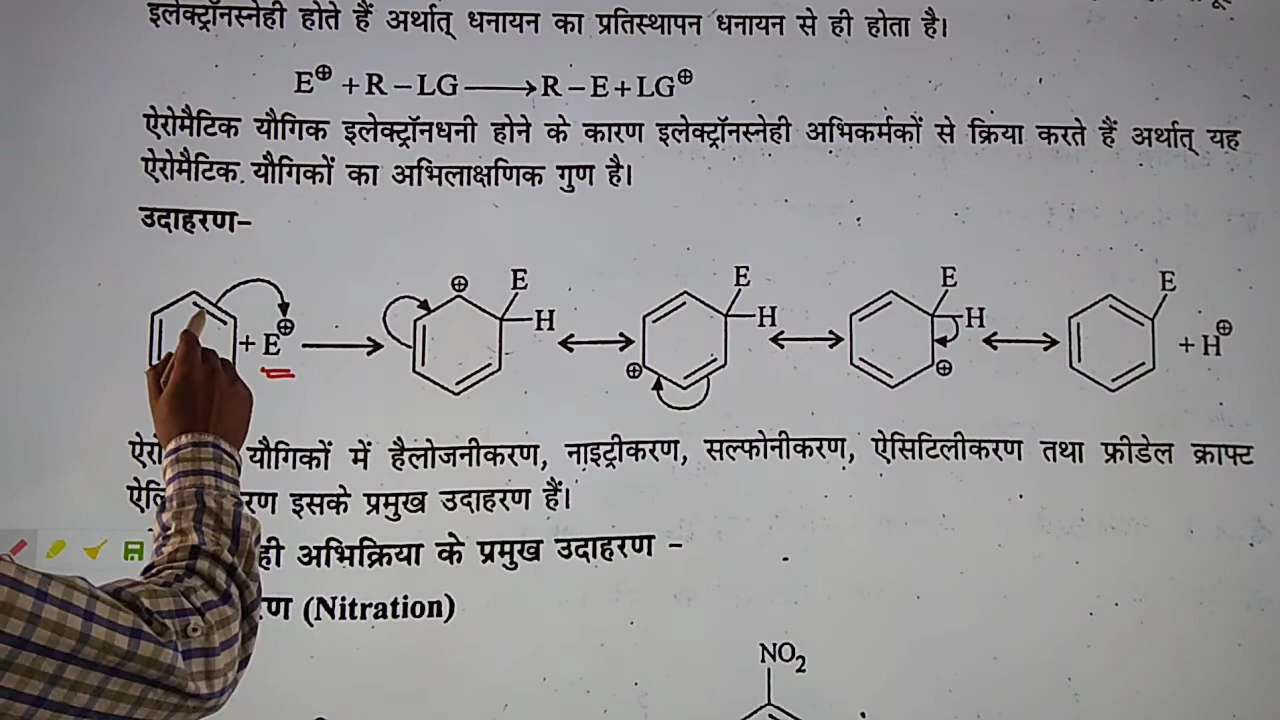 इलेक्ट्रॉनस्नेही होते हैं अर्थात् धनायन का प्रतिस्थापन धनायन से ही होता है।
E⊕ + R – LG ⟶ R – E + LG⊕
ऐरोमैटिक यौगिक इलेक्ट्रॉनधनी होने के कारण इलेक्ट्रॉनस्नेही अभिकर्मकों से क्रिया करते हैं अर्थात् यह
ऐरोमैटिक यौगिकों का अभिलाक्षणिक गुण है।
उदाहरण–
+ E⊕ ⟶ ⊕ E H ⟷ ⊕ E H ⟷ E H ⊕ ⟷ E + H⊕
यौगिकों में हैलोजनीकरण, नाइट्रीकरण, सल्फोनीकरण, ऐसिटिलीकरण तथा फ्रीडेल क्राफ्ट
इसके प्रमुख उदाहरण हैं।
अभिक्रिया के प्रमुख उदाहरण –
(Nitration)
NO₂